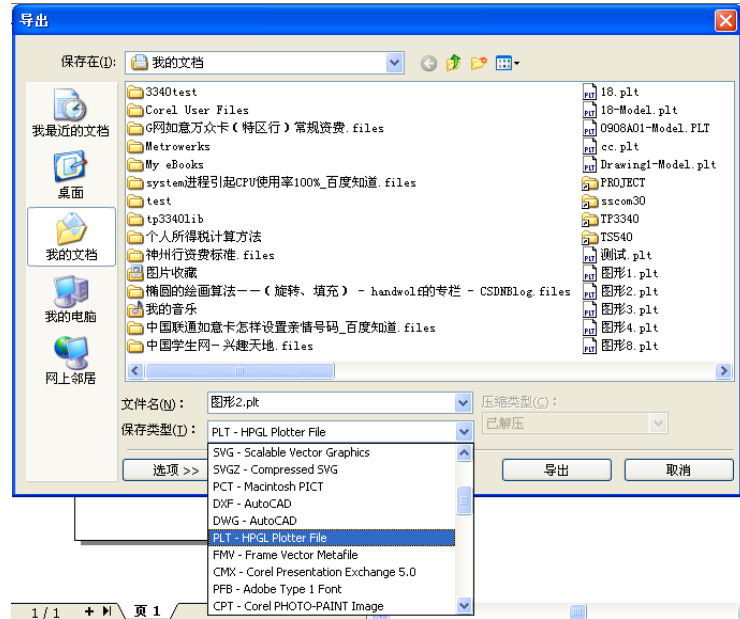 导出
保存在(I):
我的文档
我最近的文档
桌面
我的文档
我的电脑
网上邻居
3340test
Corel User Files
G网如意万众卡(特区行)常规资费.files
Metrowerks
My eBooks
system进程引起CPU使用率100%_百度知道.files
test
tp3340lib
个人所得税计算方法
神州行资费标准.files
图片收藏
椭圆的绘画算法——(旋转、填充) - handwolf的专栏 - CSDNBlog.files
我的音乐
中国联通如意卡怎样设置亲情号码_百度知道.files
中国学生网－兴趣天地.files
18.plt
18-Model.plt
0908A01-Model.PLT
cc.plt
Drawing1-Model.plt
PROJECT
sscom30
TP3340
TS540
测试.plt
图形1.plt
图形2.plt
图形3.plt
图形4.plt
图形8.plt
文件名(N):
图形2.plt
压缩类型(C):
保存类型(T):
PLT - HPGL Plotter File
已解压
选项 >>
导出
取消
SVG - Scalable Vector Graphics
SVGZ - Compressed SVG
PCT - Macintosh PICT
DXF - AutoCAD
DWG - AutoCAD
PLT - HPGL Plotter File
FMV - Frame Vector Metafile
CMX - Corel Presentation Exchange 5.0
PFB - Adobe Type 1 Font
CPT - Corel PHOTO-PAINT Image
1 / 1
页 1